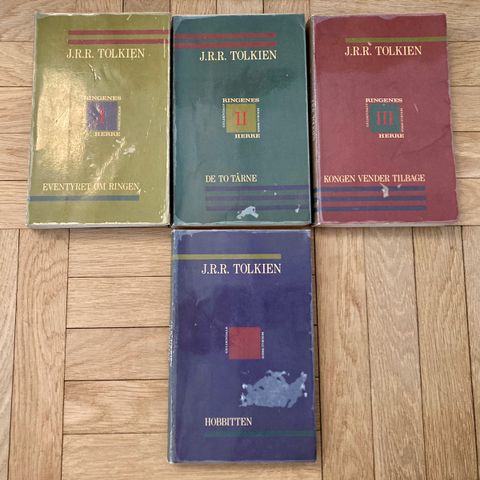 J.R.R. TOLKIEN
RINGENES
I
HERRE
EVENTYRET OM RINGEN
J.R.R. TOLKIEN
RINGENES
II
HERRE
DE TO TÅRNE
J.R.R. TOLKIEN
RINGENES
III
HERRE
KONGEN VENDER TILBAGE
J.R.R. TOLKIEN
HOBBITTEN